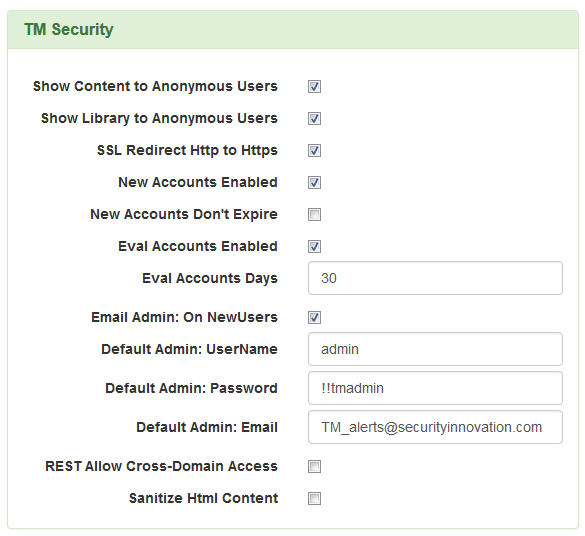 TM Security
Show Content to Anonymous Users
Show Library to Anonymous Users
SSL Redirect Http to Https
New Accounts Enabled
New Accounts Don't Expire
Eval Accounts Enabled
Eval Accounts Days 30
Email Admin: On NewUsers
Default Admin: UserName admin
Default Admin: Password !!tmadmin
Default Admin: Email TM_alerts@securityinnovation.com
REST Allow Cross-Domain Access
Sanitize Html Content